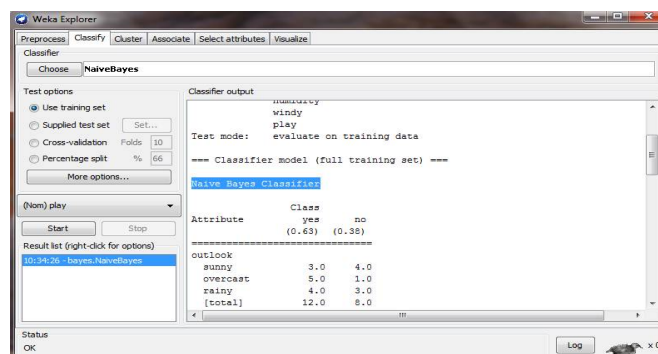 Weka Explorer
Preprocess Classify Cluster Associate Select attributes Visualize
Classifier
Choose NaiveBayes
Test options
Use training set
Supplied test set Set...
Cross-validation Folds 10
Percentage split % 66
More options...
(Nom) play
Start Stop
Result list (right-click for options)
10:34:26 - bayes.NaiveBayes
Classifier output
humidity
windy
play
Test mode: evaluate on training data
=== Classifier model (full training set) ===
Naive Bayes Classifier
Class
Attribute yes no
(0.63) (0.38)
==============================
outlook
sunny 3.0 4.0
overcast 5.0 1.0
rainy 4.0 3.0
[total] 12.0 8.0
Status
OK
Log
x 0